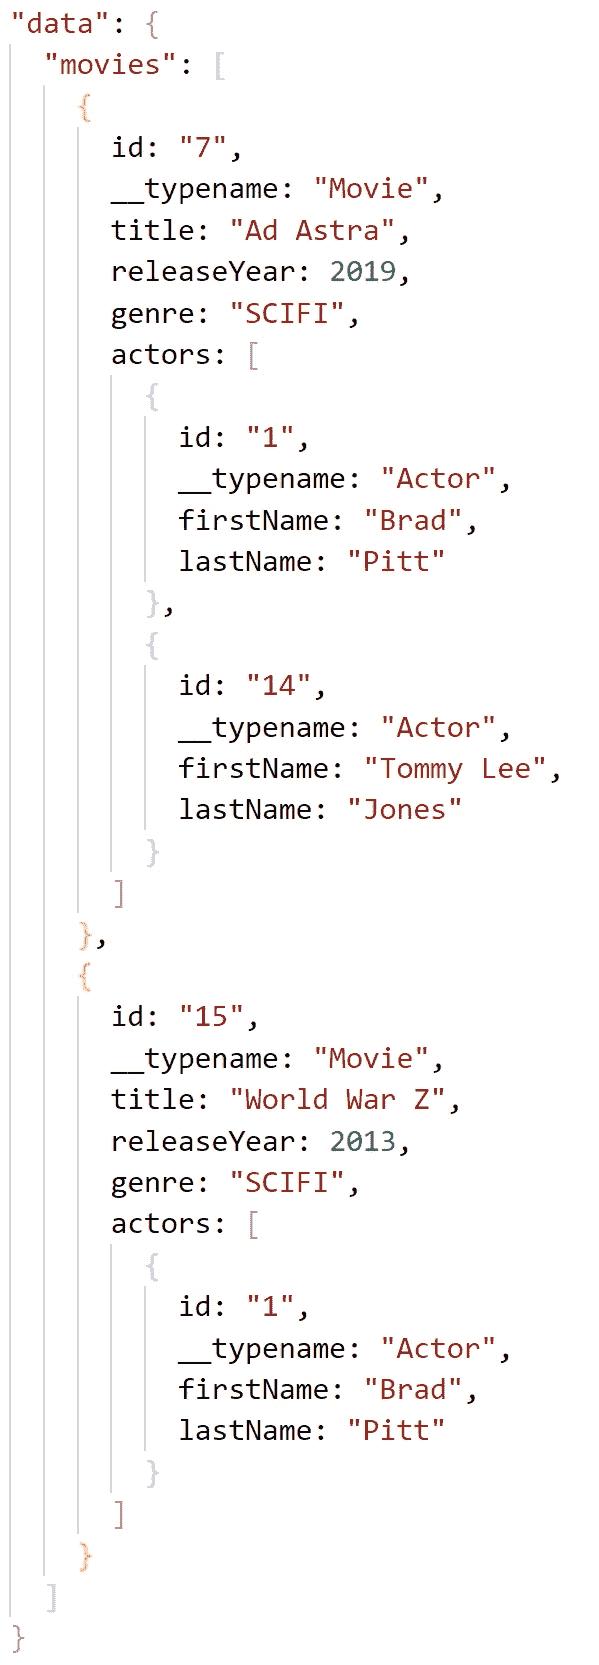 "data": {
"movies": [
{
id: "7",
__typename: "Movie",
title: "Ad Astra",
releaseYear: 2019,
genre: "SCIFI",
actors: [
{
id: "1",
__typename: "Actor",
firstName: "Brad",
lastName: "Pitt"
},
{
id: "14",
__typename: "Actor",
firstName: "Tommy Lee",
lastName: "Jones"
}
]
},
{
id: "15",
__typename: "Movie",
title: "World War Z",
releaseYear: 2013,
genre: "SCIFI",
actors: [
{
id: "1",
__typename: "Actor",
firstName: "Brad",
lastName: "Pitt"
}
]
}
]
}